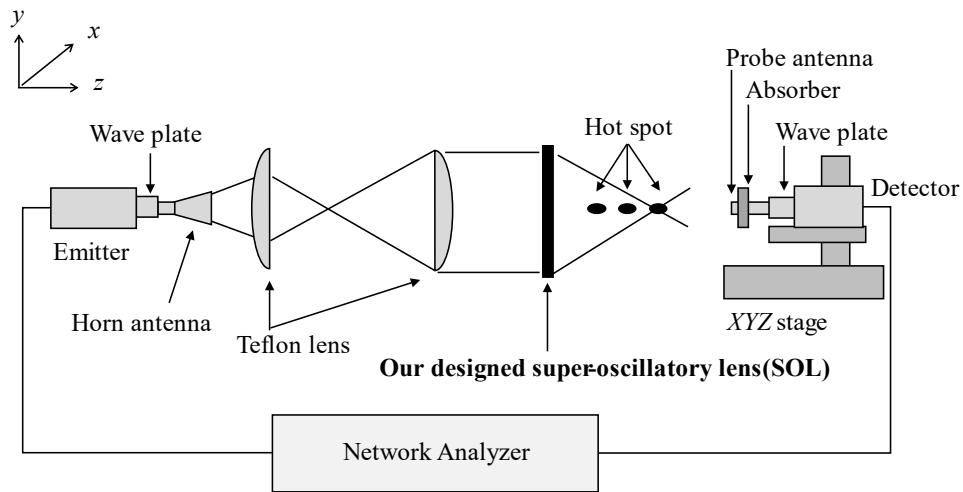 y
x
z
Probe antenna
Absorber
Wave plate
Hot spot
Wave plate
Detector
Emitter
Horn antenna
Teflon lens
XYZ stage
Our designed super-oscillatory lens(SOL)
Network Analyzer